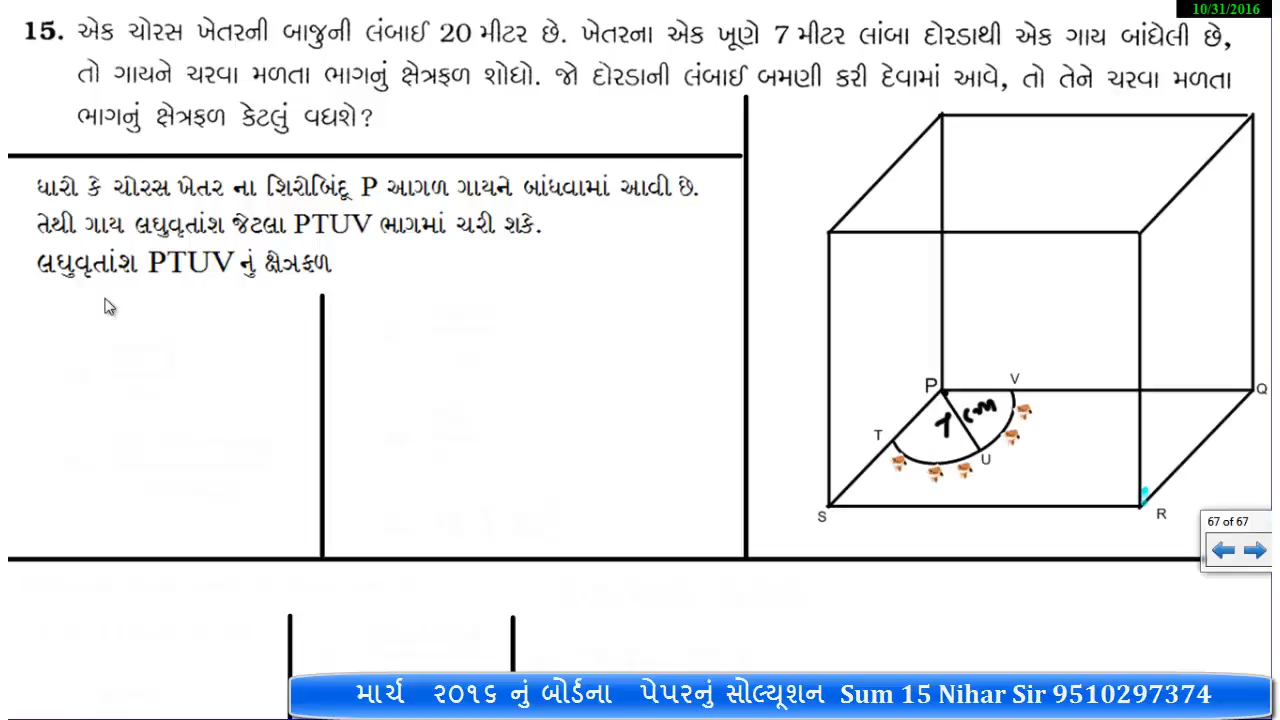 10/31/2016
15. એક ચોરસ ખેતરની બાજુની લંબાઈ 20 મીટર છે. ખેતરના એક ખૂણે 7 મીટર લાંબા દોરડાથી એક ગાય બાંધેલી છે,
તો ગાયને ચરવા મળતા ભાગનું ક્ષેત્રફળ શોધો. જો દોરડાની લંબાઈ બમણી કરી દેવામાં આવે, તો તેને ચરવા મળતા
ભાગનું ક્ષેત્રફળ કેટલું વધશે?
ધારો કે ચોરસ ખેતર ના શિરોબિંદૂ P આગળ ગાયને બાંધવામાં આવી છે.
તેથી ગાય લઘુવૃતાંશ જેટલા PTUV ભાગમાં ચરી શકે.
લઘુવૃતાંશ PTUV નું ક્ષેત્રફળ
P
V
Q
7 cm
T
U
S
R
67 of 67
માર્ચ ૨૦૧૬ નું બોર્ડના પેપરનું સોલ્યૂશન Sum 15 Nihar Sir 9510297374